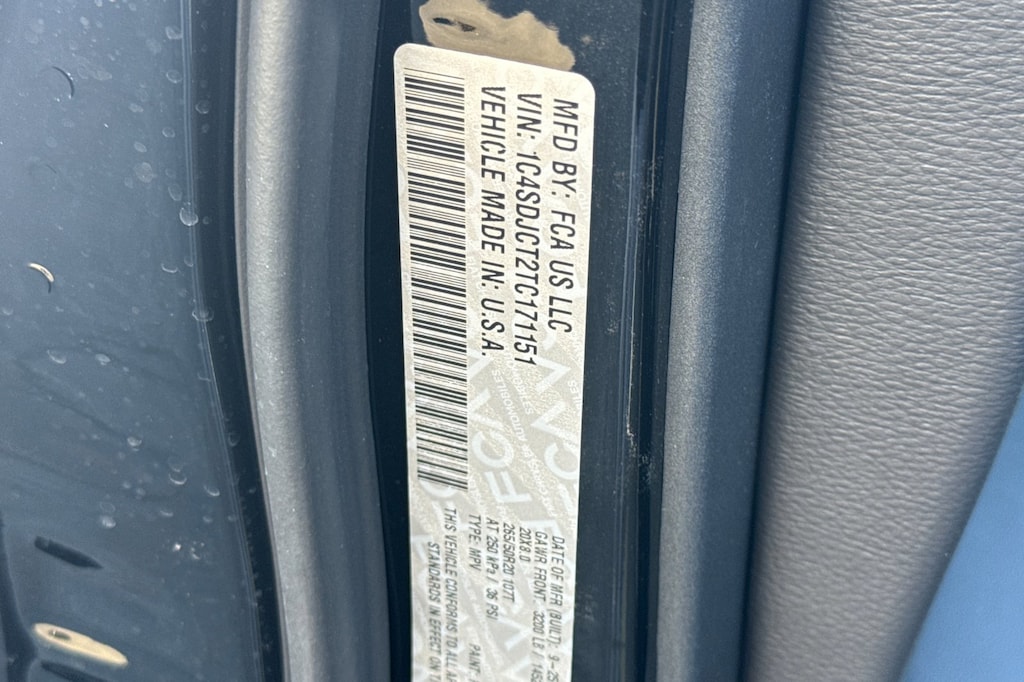 MFD BY: FCA US LLC
VIN: 1C4SDJCT2TC171151
VEHICLE MADE IN: U.S.A.
DATE OF MFR (BUILT): 9-25
GAWR FRONT 3200 LB /
20X8.0
265/50R20 107T
AT 250 kPa / 36 PSI
TYPE: MPV PAINT:
THIS VEHICLE CONFORMS TO ALL
STANDARDS IN EFFECT ON
FCA